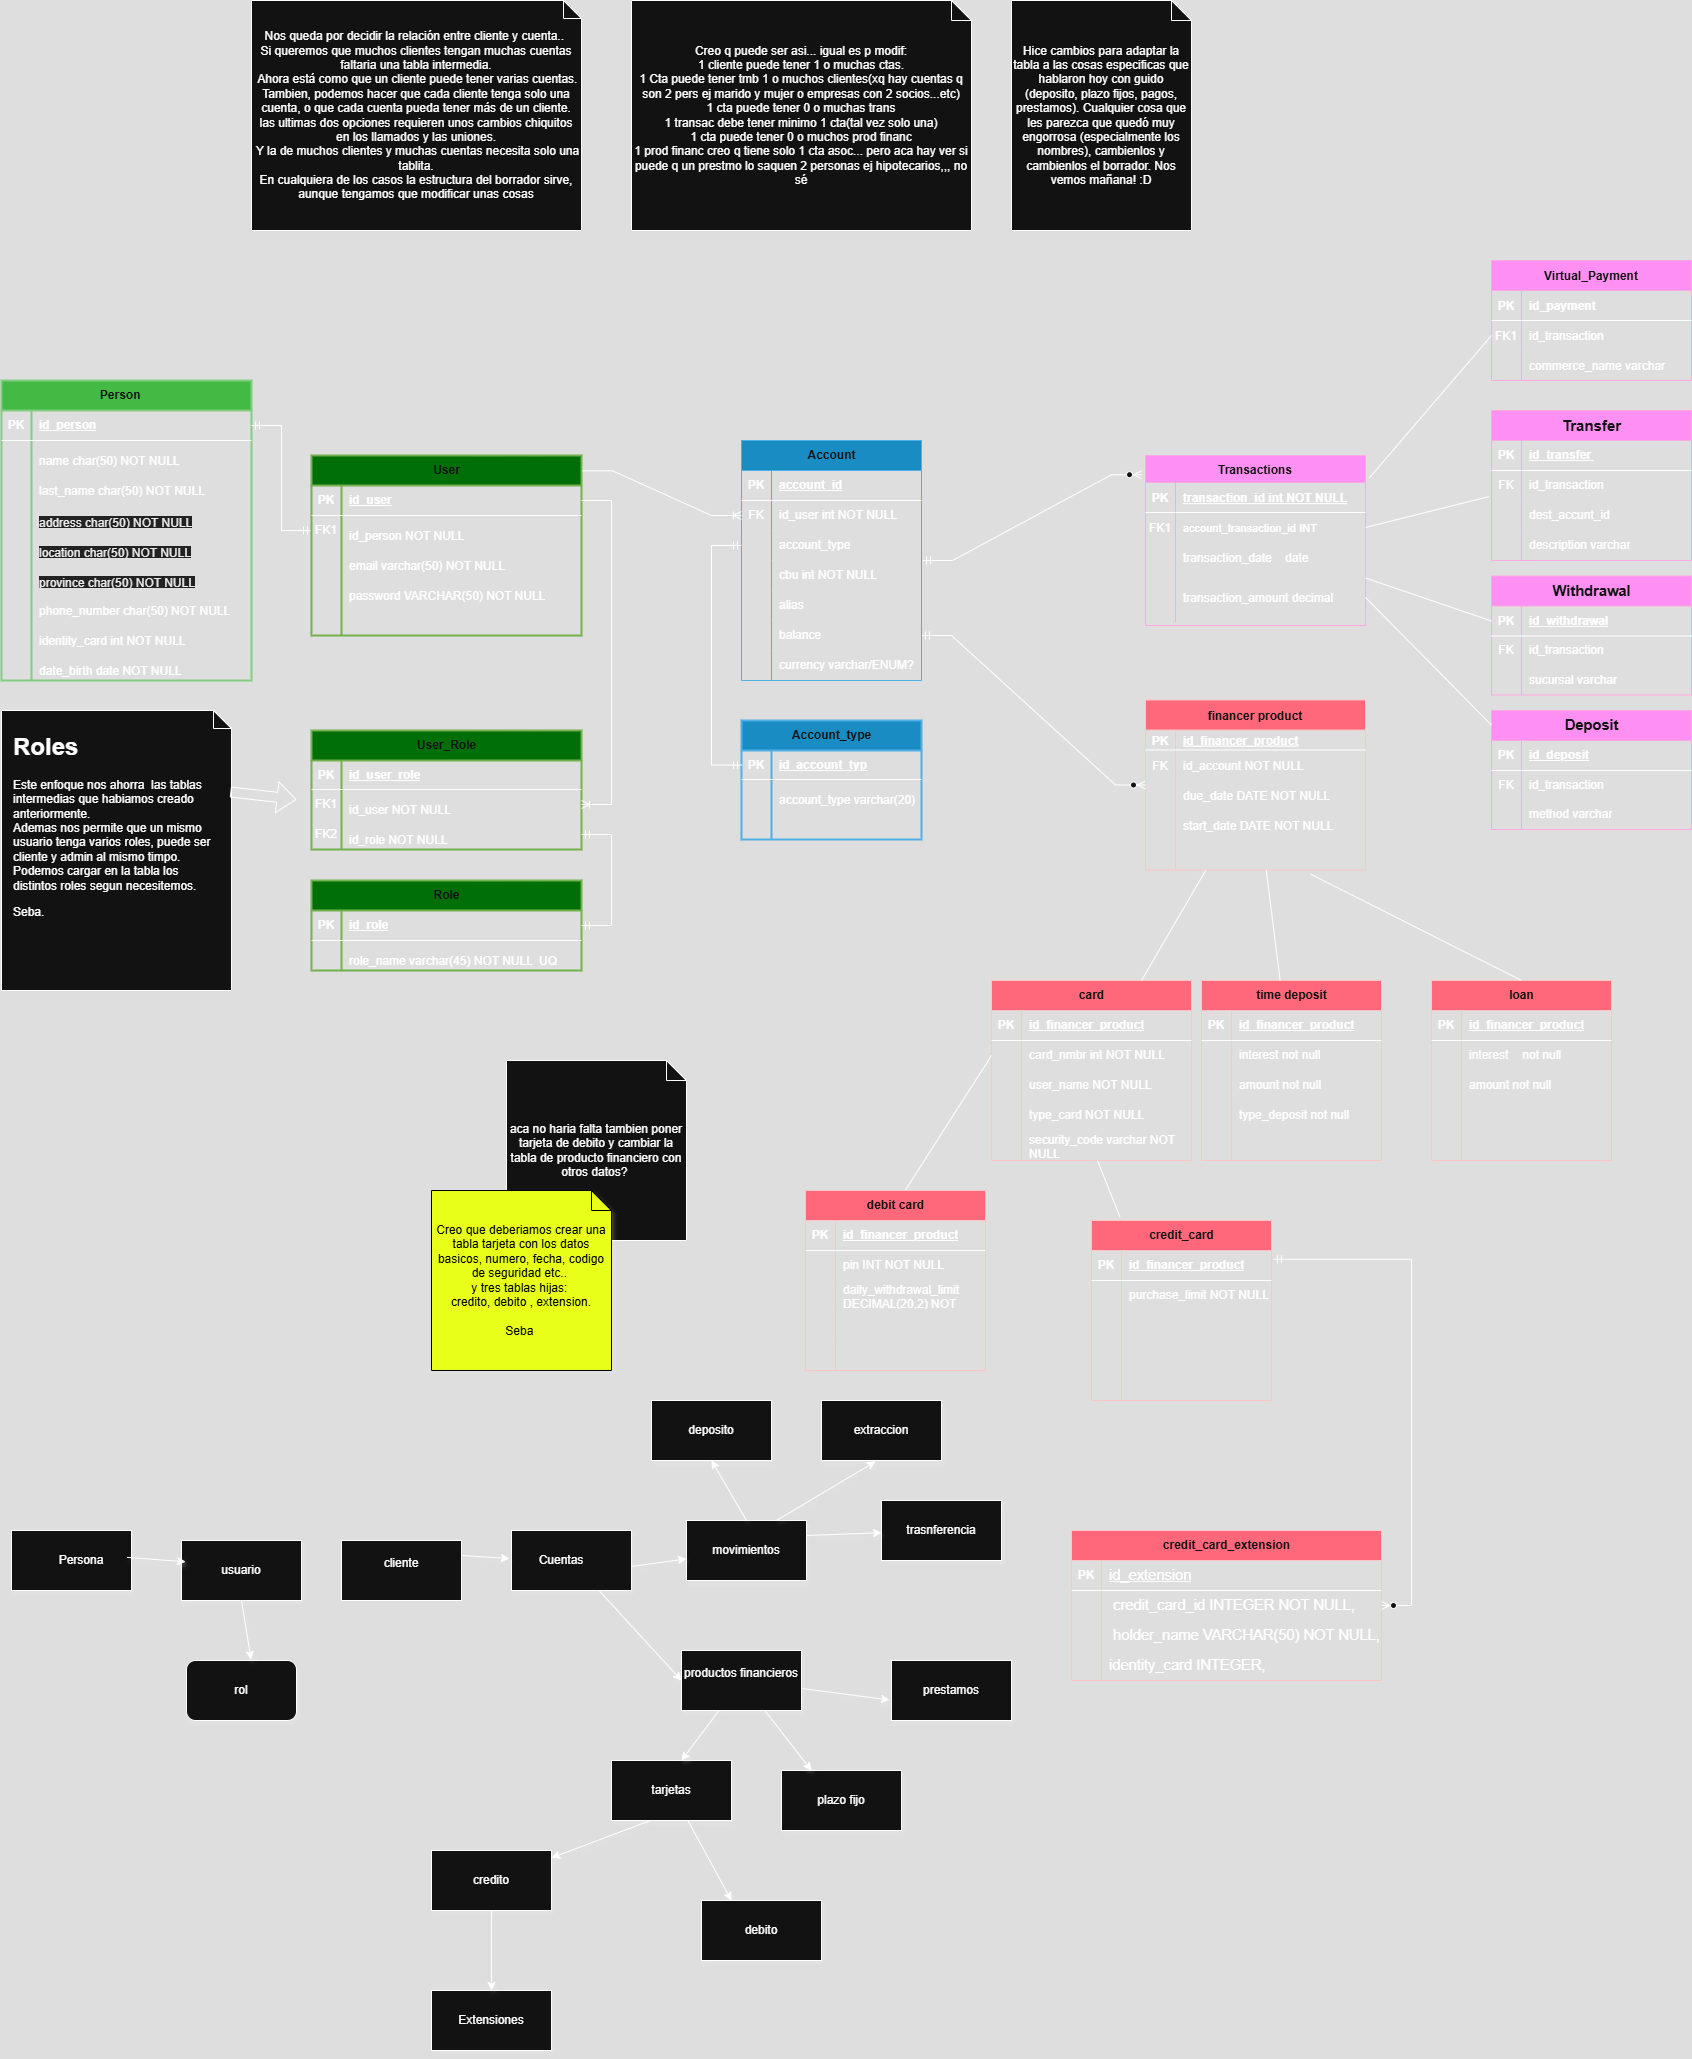 Nos queda por decidir la relación entre cliente y cuenta..
Si queremos que muchos clientes tengan muchas cuentas
faltaria una tabla intermedia.
Ahora está como que un cliente puede tener varias cuentas.
Tambien, podemos hacer que cada cliente tenga solo una
cuenta, o que cada cuenta pueda tener más de un cliente.
las ultimas dos opciones requieren unos cambios chiquitos
en los llamados y las uniones.
Y la de muchos clientes y muchas cuentas necesita solo una
tablita.
En cualquiera de los casos la estructura del borrador sirve,
aunque tengamos que modificar unas cosas
Creo q puede ser asi... igual es p modif:
1 cliente puede tener 1 o muchas ctas.
1 Cta puede tener tmb 1 o muchos clientes(xq hay cuentas q
son 2 pers ej marido y mujer o empresas con 2 socios...etc)
1 cta puede tener 0 o muchas trans
1 transac debe tener minimo 1 cta(tal vez solo una)
1 cta puede tener 0 o muchos prod financ
1 prod financ creo q tiene solo 1 cta asoc... pero aca hay ver si
puede q un prestmo lo saquen 2 personas ej hipotecarios,,, no
sé
Hice cambios para adaptar la
tabla a las cosas especificas que
hablaron hoy con guido
(deposito, plazo fijos, pagos,
prestamos). Cualquier cosa que
les parezca que quedó muy
engorrosa (especialmente los
nombres), cambienlos y
cambienlos el borrador. Nos
vemos mañana! :D
Virtual_Payment
PK id_payment
FK1 id_transaction
commerce_name varchar
Person
PK id_person
name char(50) NOT NULL
last_name char(50) NOT NULL
address char(50) NOT NULL
location char(50) NOT NULL
province char(50) NOT NULL
phone_number char(50) NOT NULL
identity_card int NOT NULL
date_birth date NOT NULL
User
PK id_user
FK1 id_person NOT NULL
email varchar(50) NOT NULL
password VARCHAR(50) NOT NULL
Account
PK account_id
FK id_user int NOT NULL
account_type
cbu int NOT NULL
alias
balance
currency varchar/ENUM?
Transactions
PK transaction_id int NOT NULL
FK1 account_transaction_id INT
transaction_date date
transaction_amount decimal
Transfer
PK id_transfer
FK id_transaction
dest_accunt_id
description varchar
Withdrawal
PK id_withdrawal
FK id_transaction
sucursal varchar
Deposit
PK id_deposit
FK id_transaction
method varchar
Roles
Este enfoque nos ahorra las tablas
intermedias que habiamos creado
anteriormente.
Ademas nos permite que un mismo
usuario tenga varios roles, puede ser
cliente y admin al mismo timpo.
Podemos cargar en la tabla los
distintos roles segun necesitemos.
Seba.
User_Role
PK id_user_role
FK1 id_user NOT NULL
FK2 id_role NOT NULL
Role
PK id_role
role_name varchar(45) NOT NULL UQ
Account_type
PK id_account_typ
account_type varchar(20)
financer product
PK id_financer_product
FK id_account NOT NULL
due_date DATE NOT NULL
start_date DATE NOT NULL
card
PK id_financer_product
card_nmbr int NOT NULL
user_name NOT NULL
type_card NOT NULL
security_code varchar NOT
NULL
time deposit
PK id_financer_product
interest not null
amount not null
type_deposit not null
loan
PK id_financer_product
interest not null
amount not null
aca no haria falta tambien poner
tarjeta de debito y cambiar la
tabla de producto financiero con
otros datos?
Creo que deberiamos crear una
tabla tarjeta con los datos
basicos, numero, fecha, codigo
de seguridad etc..
y tres tablas hijas:
credito, debito , extension.
Seba
debit card
PK id_financer_product
pin INT NOT NULL
daily_withdrawal_limit
DECIMAL(20,2) NOT
credit_card
PK id_financer_product
purchase_limit NOT NULL
credit_card_extension
PK id_extension
credit_card_id INTEGER NOT NULL,
holder_name VARCHAR(50) NOT NULL,
identity_card INTEGER,
deposito
extraccion
Persona
usuario
cliente
Cuentas
movimientos
trasnferencia
rol
productos financieros
prestamos
tarjetas
plazo fijo
credito
debito
Extensiones